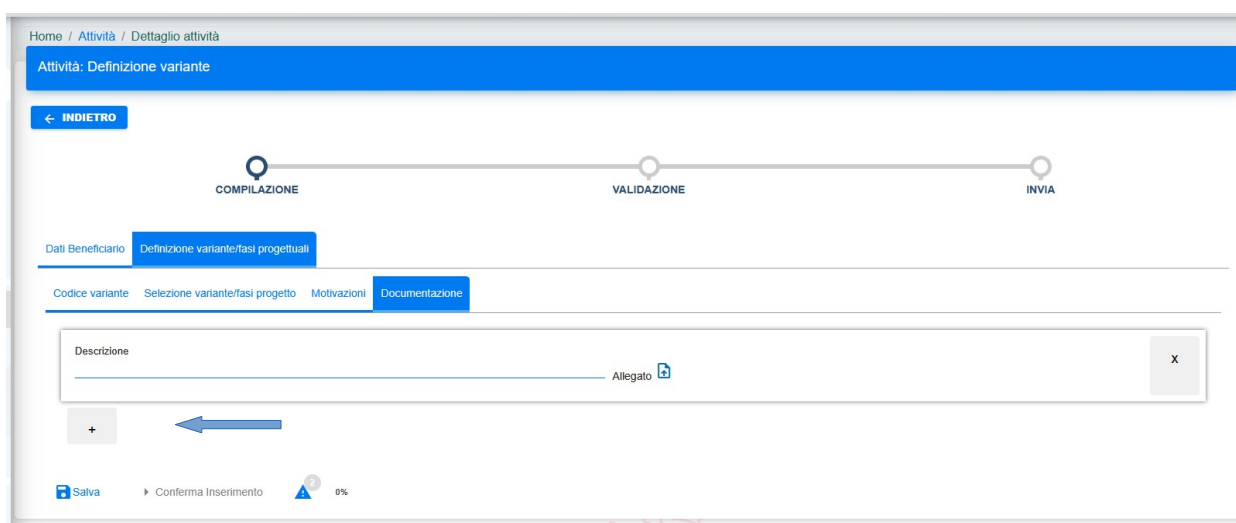 Home / Attività / Dettaglio attività
Attività: Definizione variante
← INDIETRO
COMPILAZIONE VALIDAZIONE INVIA
Dati Beneficiario Definizione variante/fasi progettuali
Codice variante Selezione variante/fasi progetto Motivazioni Documentazione
Descrizione
Allegato
X
+
Salva Conferma Inserimento 2 0%